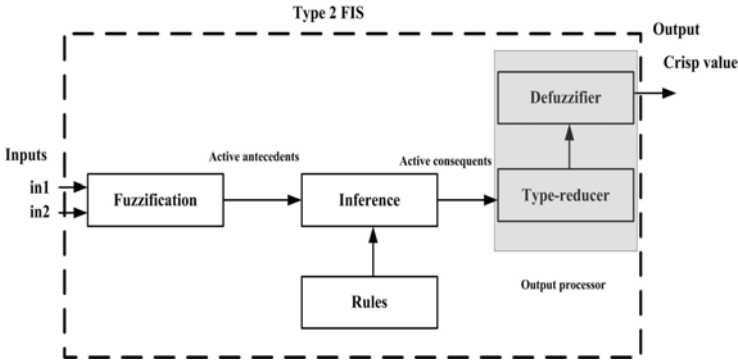 Type 2 FIS
Output
Crisp value
Defuzzifier
Inputs
Active antecedents
Active consequents
in1
in2
Fuzzification
Inference
Type-reducer
Rules
Output processor